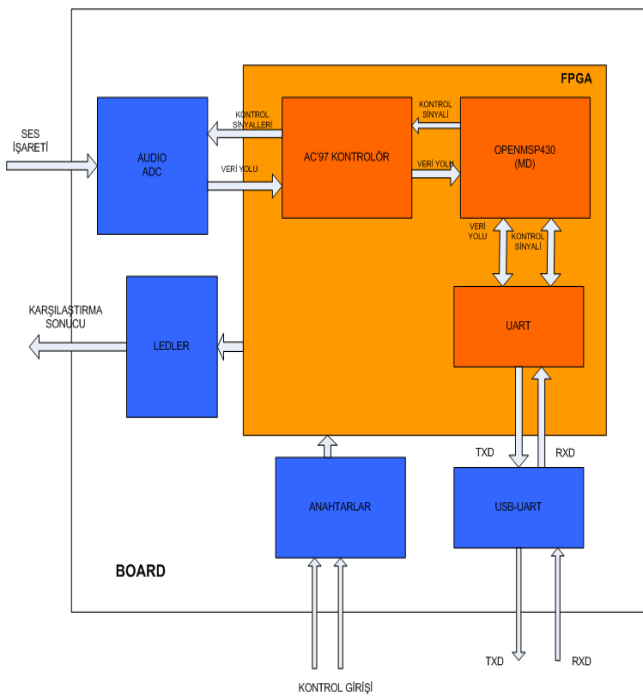 FPGA
SES
İŞARETİ
AUDIO
ADC
KONTROL
SİNYALLERİ
VERİ YOLU
AC'97 KONTROLÖR
KONTROL
SİNYALİ
VERİ YOLU
OPENMSP430
(MD)
VERİ
YOLU
KONTROL
SİNYALİ
KARŞILAŞTIRMA
SONUCU
LEDLER
UART
TXD
RXD
ANAHTARLAR
USB-UART
BOARD
TXD
RXD
KONTROL GİRİŞİ